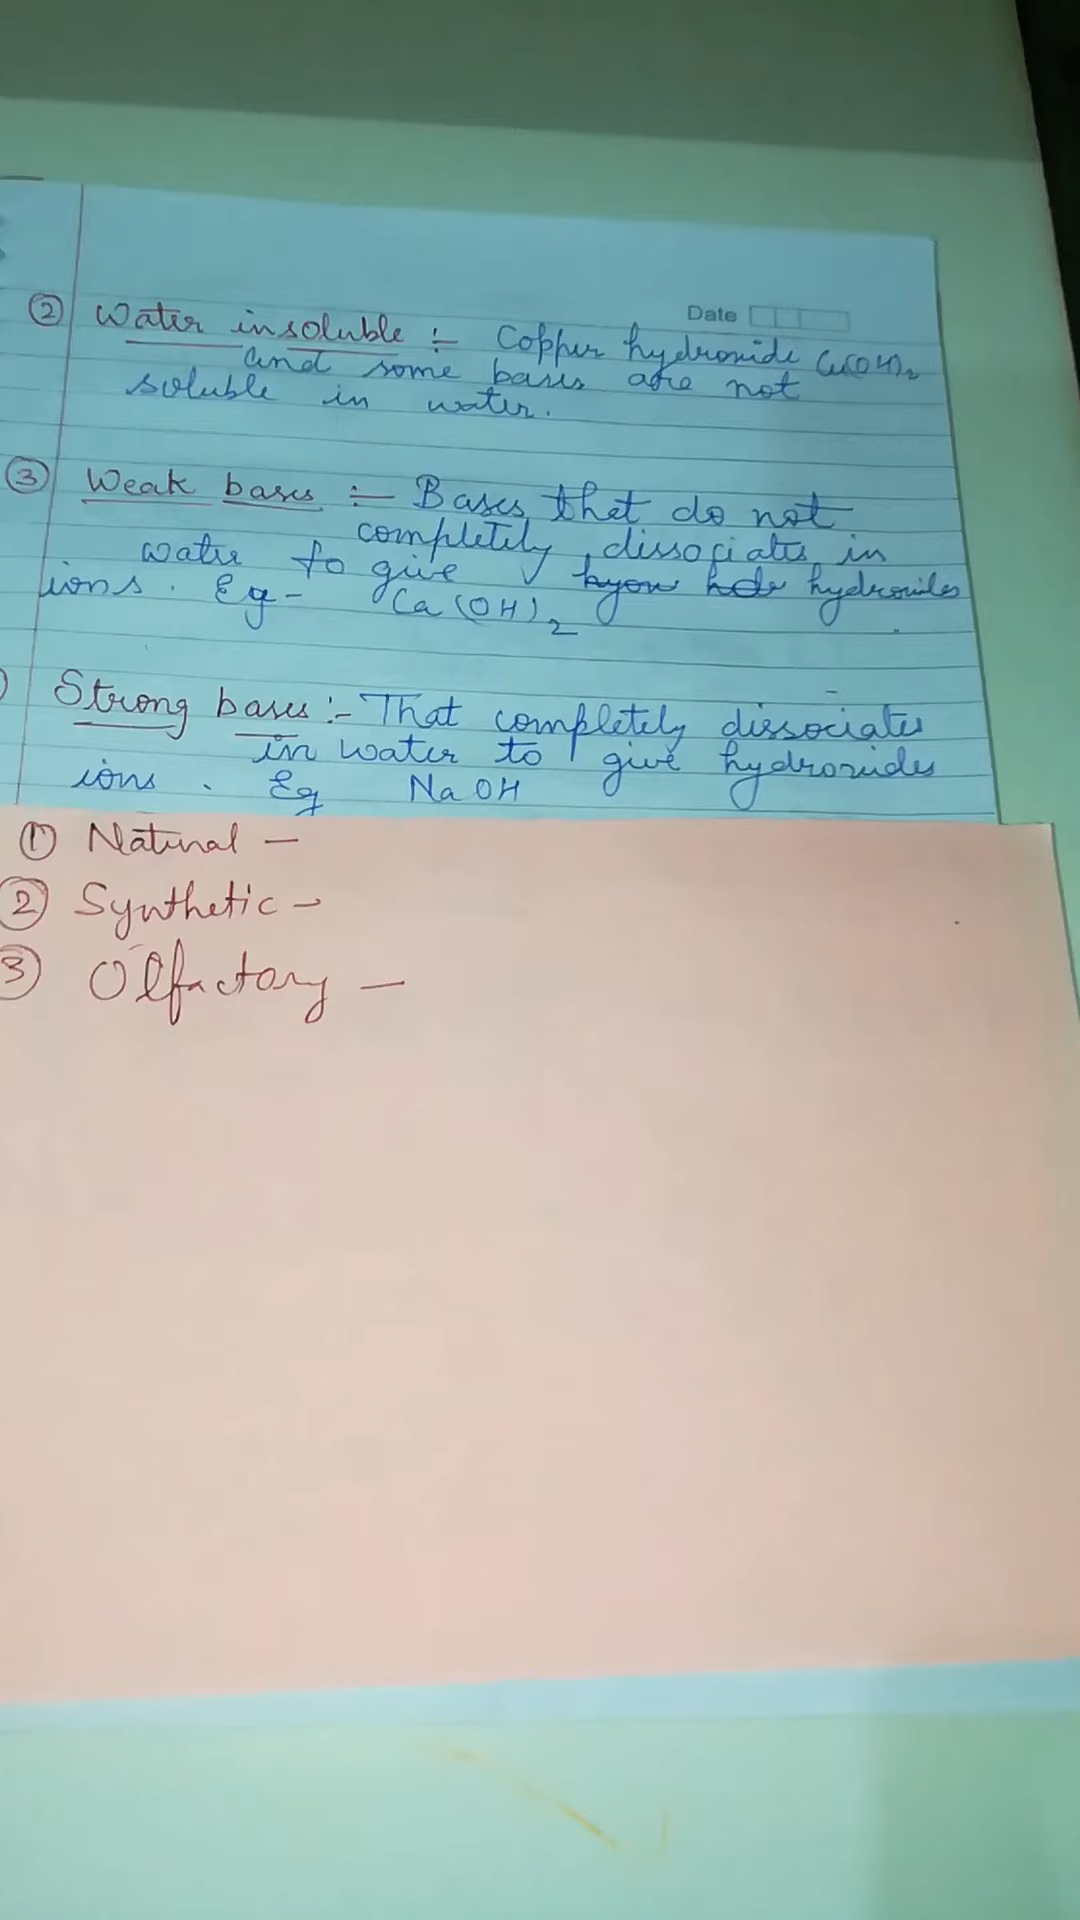 Date
② Water insoluble :- Copper hydroxide Cu(OH)2
and some bases are not
soluble in water.
③ Weak bases :- Bases that do not
completely dissociates in
water to give hydroxides
ions. Eg- Ca(OH)2
Strong bases :- That completely dissociates
in water to give hydroxides
ions. Eg NaOH
① Natural -
② Synthetic -
③ Olfactory -